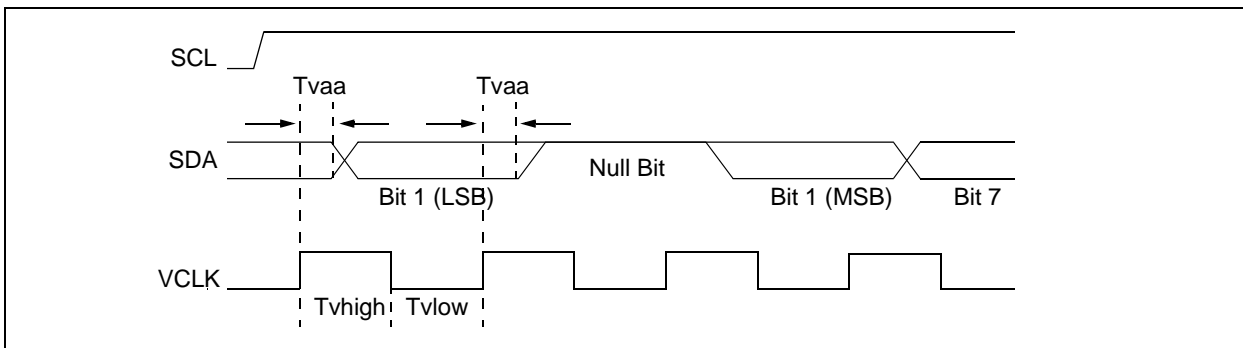 SCL
Tvaa Tvaa
SDA
Null Bit
Bit 1 (LSB) Bit 1 (MSB) Bit 7
VCLK
Tvhigh Tvlow